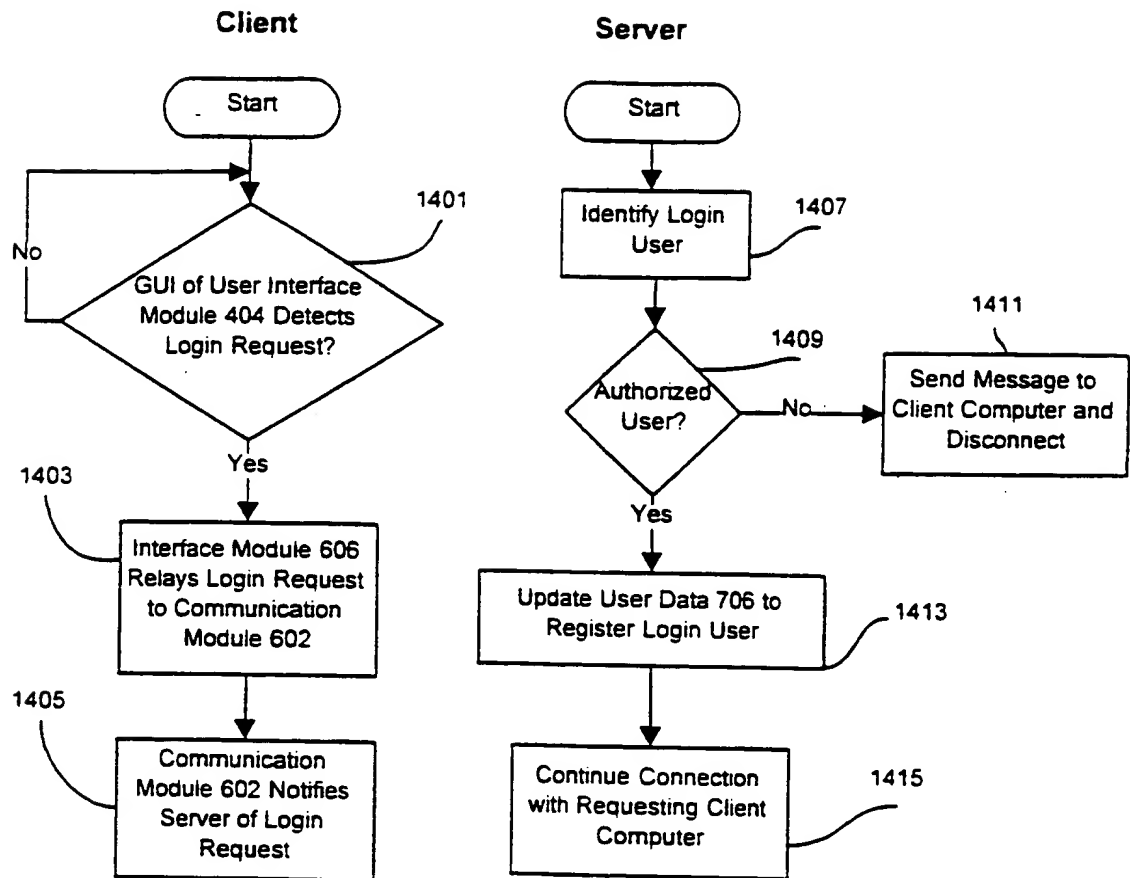 Client
Start
1401
No
GUI of User Interface
Module 404 Detects
Login Request?
Yes
1403
Interface Module 606
Relays Login Request
to Communication
Module 602
1405
Communication
Module 602 Notifies
Server of Login
Request
Server
Start
Identify Login
User
1407
1409
Authorized
User?
No
1411
Send Message to
Client Computer and
Disconnect
Yes
Update User Data 706 to
Register Login User
1413
Continue Connection
with Requesting Client
Computer
1415